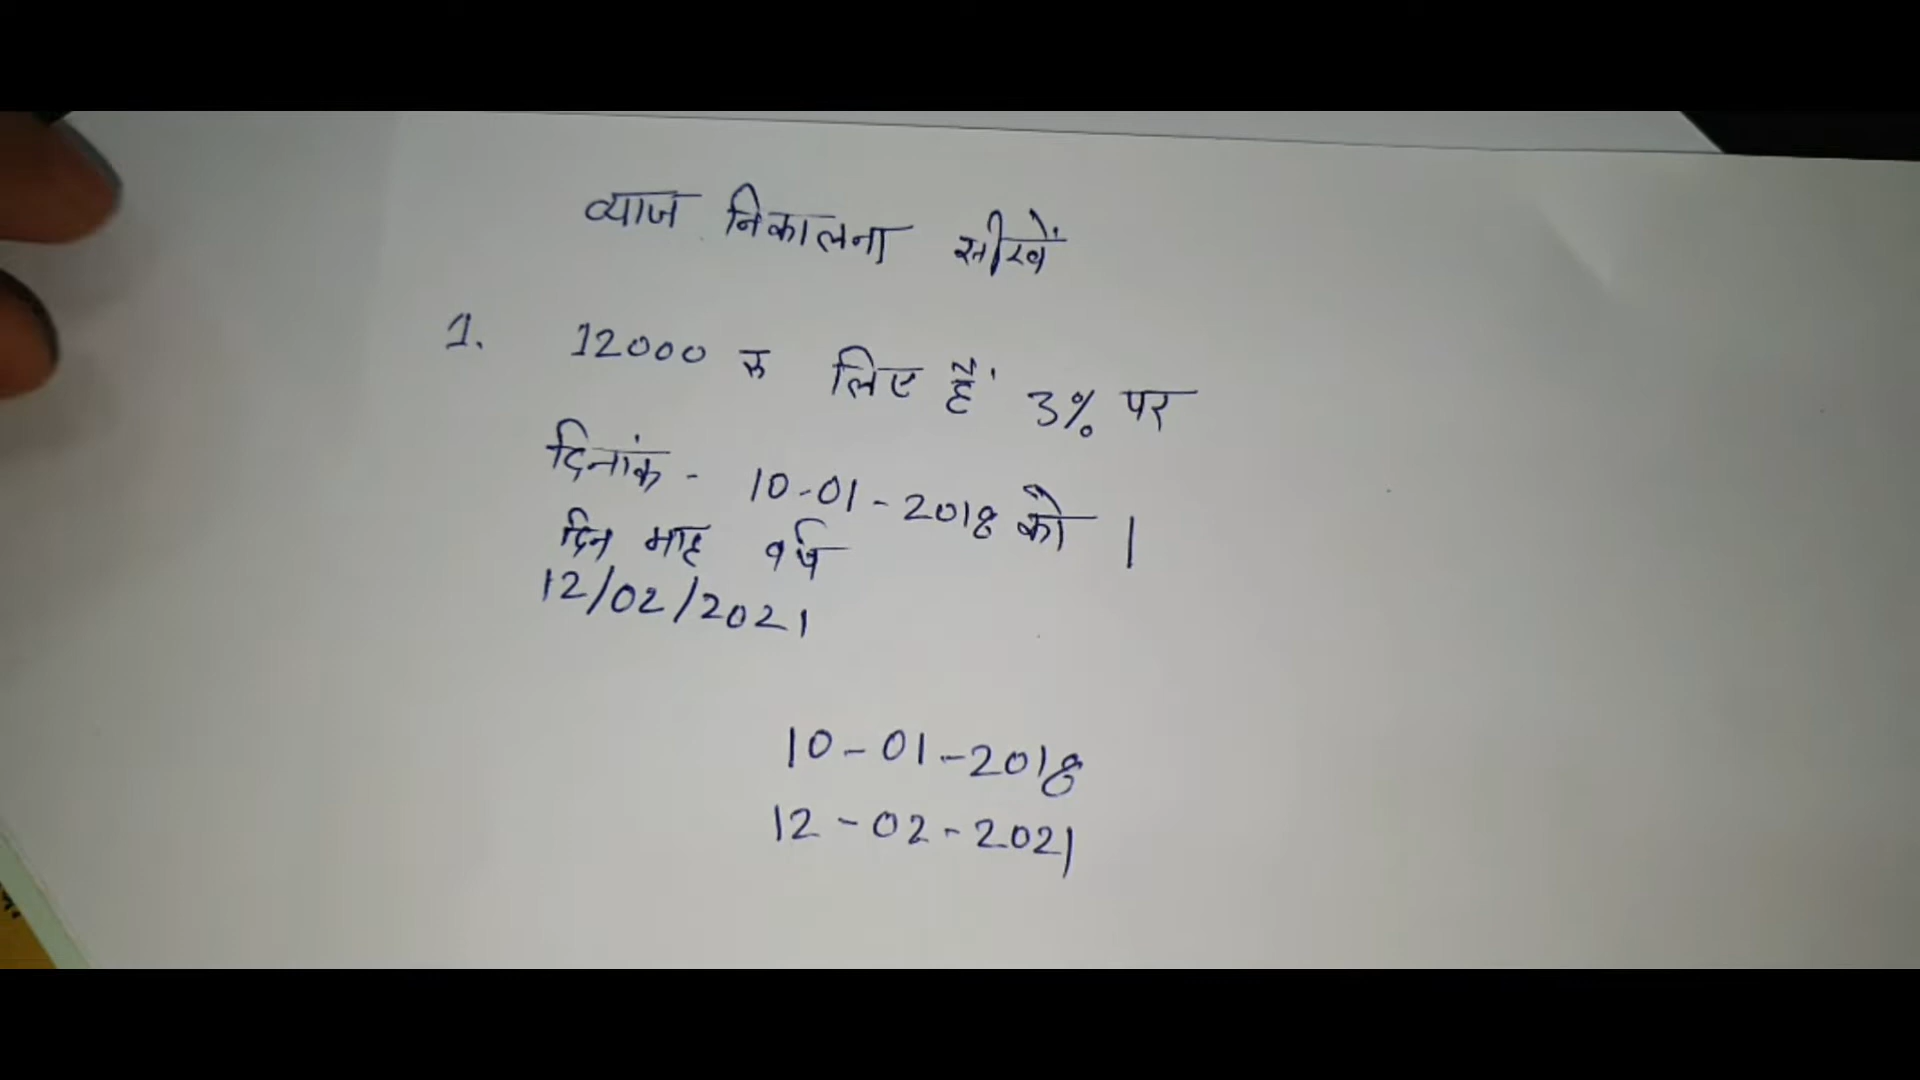 व्याज निकालना सीखें
1. 12000 रु लिए हैं 3% पर
दिनांक - 10-01-2018 को ।
दिन माह वर्ष
12/02/2021
10-01-2018
12-02-2021